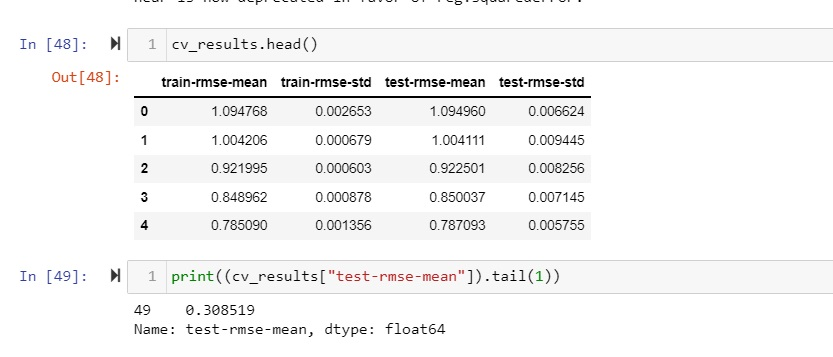 near is now deprecated in favor of reg:squarederror.
In [48]: 1 cv_results.head()
Out[48]:
train-rmse-mean train-rmse-std test-rmse-mean test-rmse-std
0 1.094768 0.002653 1.094960 0.006624
1 1.004206 0.000679 1.004111 0.009445
2 0.921995 0.000603 0.922501 0.008256
3 0.848962 0.000878 0.850037 0.007145
4 0.785090 0.001356 0.787093 0.005755
In [49]: 1 print((cv_results["test-rmse-mean"]).tail(1))
49 0.308519
Name: test-rmse-mean, dtype: float64